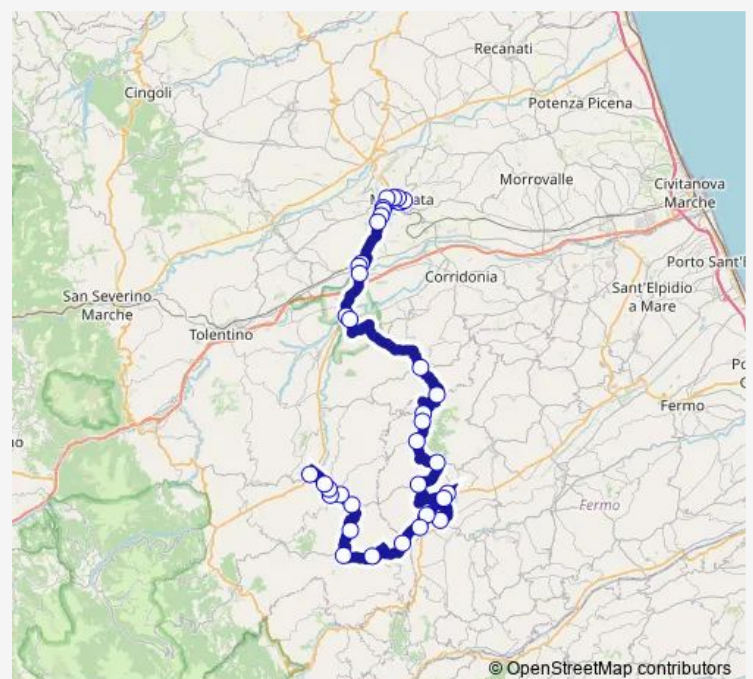 Recanati
Cingoli
Potenza Picena
Morrovalle
Civitanova
Marche
Corridonia
Porto Sant'E
San Severino
Marche
Sant'Elpidio
a Mare
Tolentino
Fermo
Fermo
© OpenStreetMap contributors